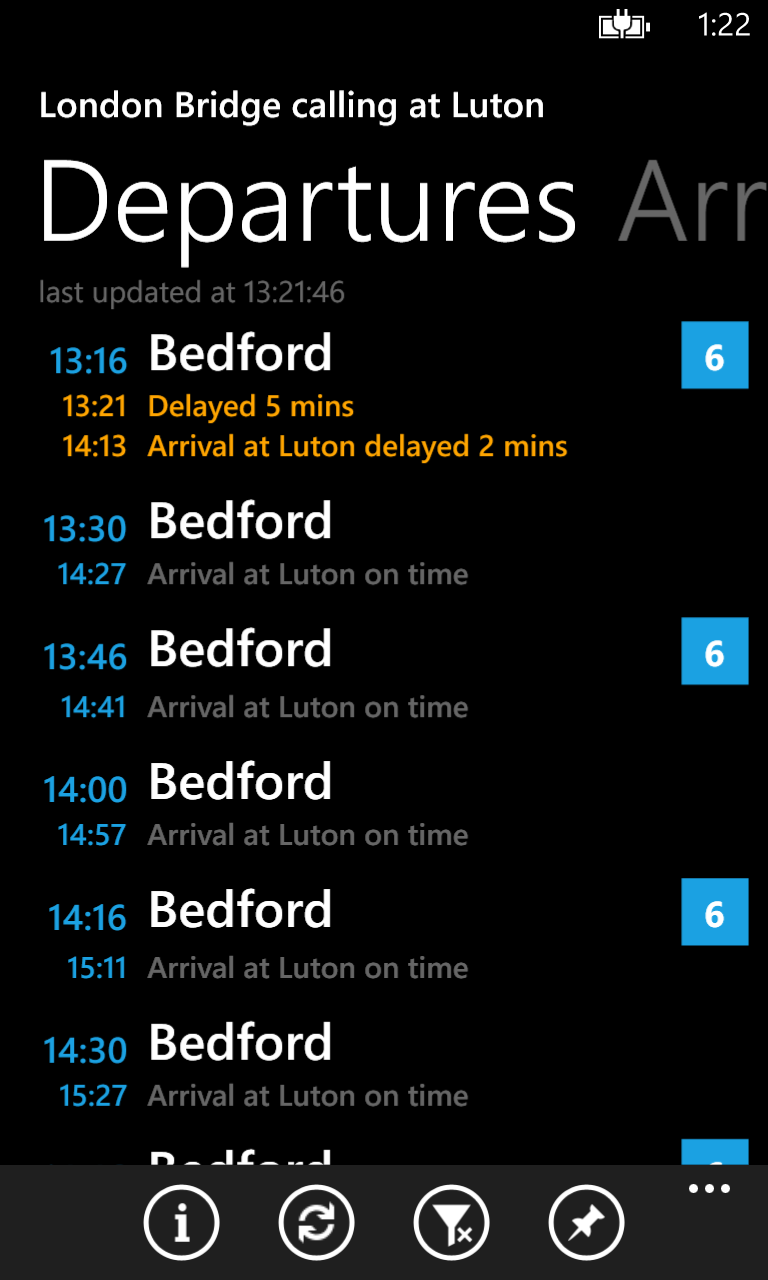 1:22
London Bridge calling at Luton
Departures Arr
last updated at 13:21:46
13:16 Bedford 6
13:21 Delayed 5 mins
14:13 Arrival at Luton delayed 2 mins
13:30 Bedford
14:27 Arrival at Luton on time
13:46 Bedford 6
14:41 Arrival at Luton on time
14:00 Bedford
14:57 Arrival at Luton on time
14:16 Bedford 6
15:11 Arrival at Luton on time
14:30 Bedford
15:27 Arrival at Luton on time
Bedford